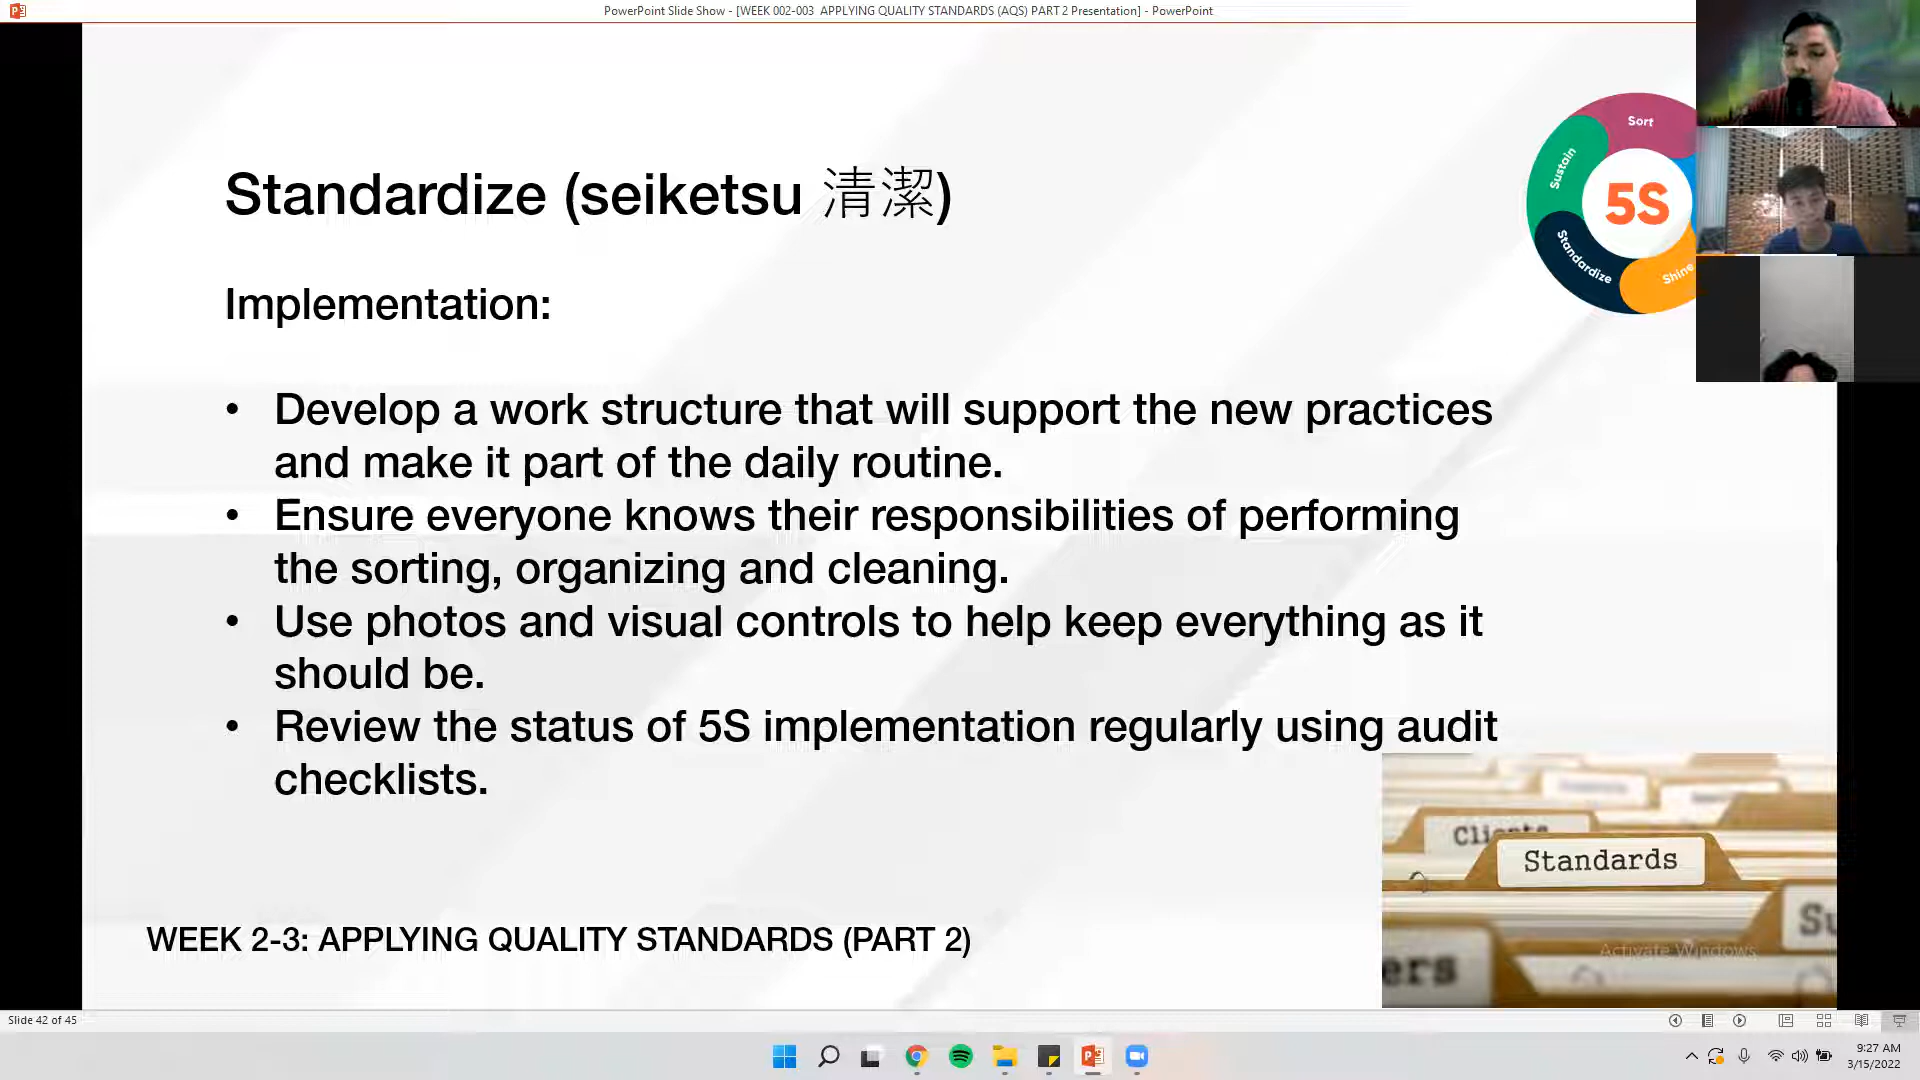 PowerPoint Slide Show - [WEEK 002-003 APPLYING QUALITY STANDARDS (AQS) PART 2 Presentation] - PowerPoint
Sort
Sustain
5S
Standardize
Shine
Standardize (seiketsu 清潔)
Implementation:
• Develop a work structure that will support the new practices
and make it part of the daily routine.
• Ensure everyone knows their responsibilities of performing
the sorting, organizing and cleaning.
• Use photos and visual controls to help keep everything as it
should be.
• Review the status of 5S implementation regularly using audit
checklists.
Clients
Standards
Su
ers
Activate Windows
WEEK 2-3: APPLYING QUALITY STANDARDS (PART 2)
Slide 42 of 45
9:27 AM
3/15/2022